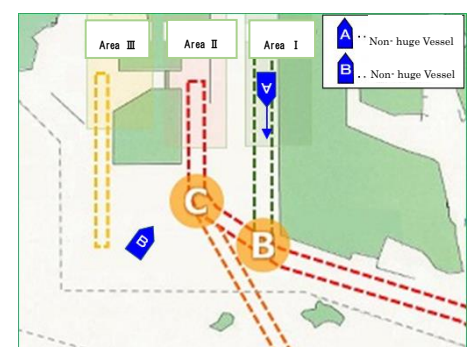 Area Ⅲ
Area Ⅱ
Area Ⅰ
A ‥ Non- huge Vessel
B ‥ Non- huge Vessel
A
C
B
B